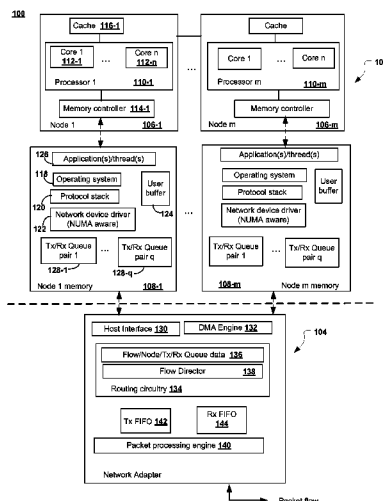 100
Cache 116-1
Core 1 112-1
...
Core n 112-n
Processor 1 110-1
Memory controller 114-1
Node 1 106-1
...
Cache
Core 1
...
Core n
Processor m 110-m
Memory controller
Node m 106-m
10
126 Application(s)/thread(s)
118 Operating system
120 Protocol stack
122 Network device driver (NUMA aware)
User buffer 124
Tx/Rx Queue pair 1
...
Tx/Rx Queue pair q
128-1
128-q
Node 1 memory 108-1
...
Application(s)/thread(s)
Operating system
Protocol stack
Network device driver (NUMA aware)
User buffer
Tx/Rx Queue pair 1
...
Tx/Rx Queue pair q
108-m Node m memory
104
Host Interface 130
DMA Engine 132
Flow/Node/Tx/Rx Queue data 136
Flow Director 138
Routing circuitry 134
Tx FIFO 142
Rx FIFO 144
Packet processing engine 140
Network Adapter
Packet flow